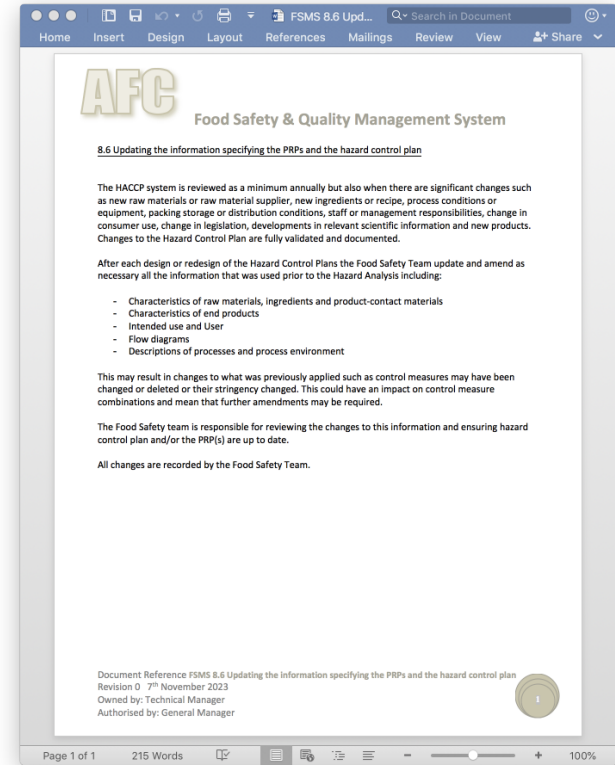 FSMS 8.6 Upd...
Search in Document
Home Insert Design Layout References Mailings Review View Share
AFC
Food Safety & Quality Management System
8.6 Updating the information specifying the PRPs and the hazard control plan
The HACCP system is reviewed as a minimum annually but also when there are significant changes such
as new raw materials or raw material supplier, new ingredients or recipe, process conditions or
equipment, packing storage or distribution conditions, staff or management responsibilities, change in
consumer use, change in legislation, developments in relevant scientific information and new products.
Changes to the Hazard Control Plan are fully validated and documented.
After each design or redesign of the Hazard Control Plans the Food Safety Team update and amend as
necessary all the information that was used prior to the Hazard Analysis including:
- Characteristics of raw materials, ingredients and product-contact materials
- Characteristics of end products
- Intended use and User
- Flow diagrams
- Descriptions of processes and process environment
This may result in changes to what was previously applied such as control measures may have been
changed or deleted or their stringency changed. This could have an impact on control measure
combinations and mean that further amendments may be required.
The Food Safety team is responsible for reviewing the changes to this information and ensuring hazard
control plan and/or the PRP(s) are up to date.
All changes are recorded by the Food Safety Team.
Document Reference FSMS 8.6 Updating the information specifying the PRPs and the hazard control plan
Revision 0 7th November 2023
Owned by: Technical Manager
Authorised by: General Manager
1
Page 1 of 1 215 Words 100%